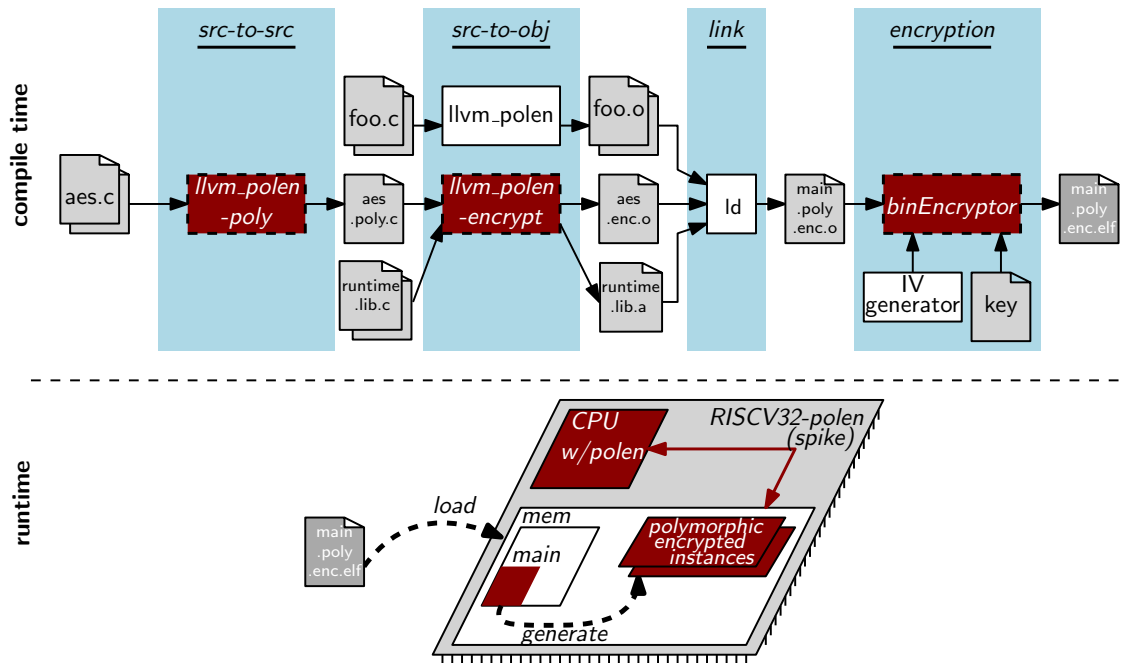 src-to-src
src-to-obj
link
encryption
compile time
foo.c
llvm_polen
foo.o
aes.c
llvm_polen
-poly
aes
.poly.c
llvm_polen
-encrypt
aes
.enc.o
ld
main
.poly
.enc.o
binEncryptor
main
.poly
.enc.elf
runtime
.lib.c
runtime
.lib.a
IV
generator
key
runtime
CPU
w/polen
RISCV32-polen
(spike)
load
mem
main
.poly
.enc.elf
main
polymorphic
encrypted
instances
generate